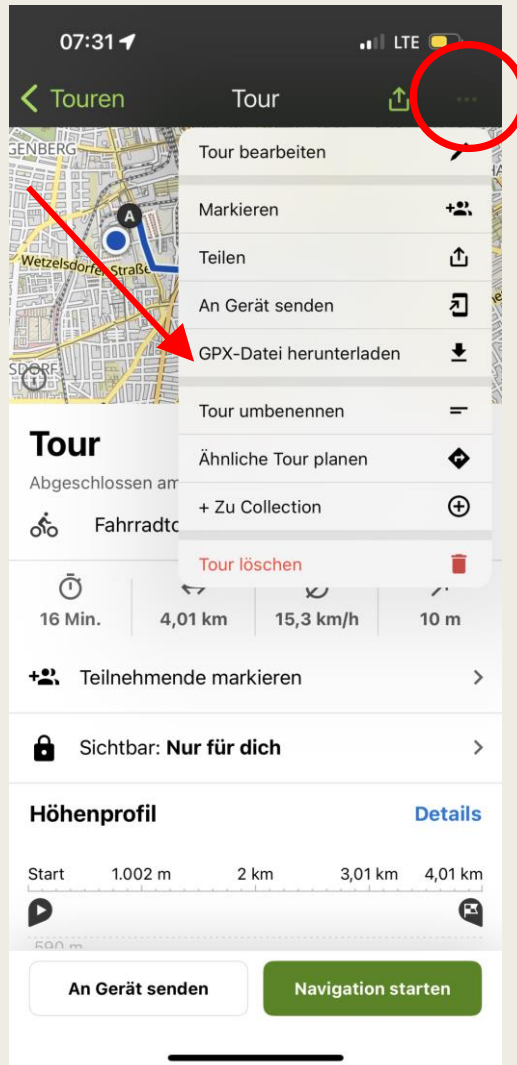 07:31
LTE
Touren
Tour
GENBERG
Wetzelsdorfer Straße
A
Tour bearbeiten
Markieren
Teilen
An Gerät senden
GPX-Datei herunterladen
Tour umbenennen
Ähnliche Tour planen
+ Zu Collection
Tour löschen
Tour
Abgeschlossen am
Fahrradto
16 Min.
4,01 km
15,3 km/h
10 m
Teilnehmende markieren
Sichtbar: Nur für dich
Höhenprofil
Details
Start
1.002 m
2 km
3,01 km
4,01 km
590 m
An Gerät senden
Navigation starten